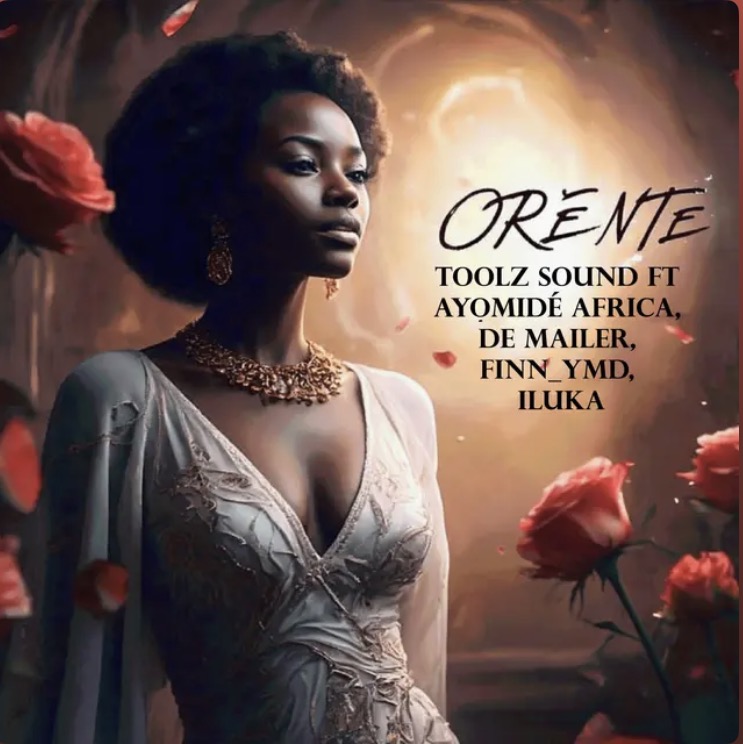 ORENTE
TOOLZ SOUND FT
AYOMIDÉ AFRICA,
DE MAILER,
FINN_YMD,
ILUKA